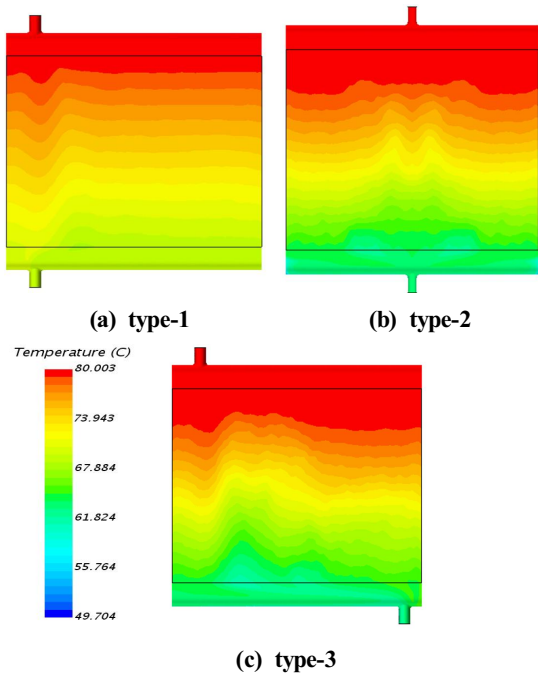 (a) type-1
(b) type-2
Temperature (C)
80.003
73.943
67.884
61.824
55.764
49.704
(c) type-3